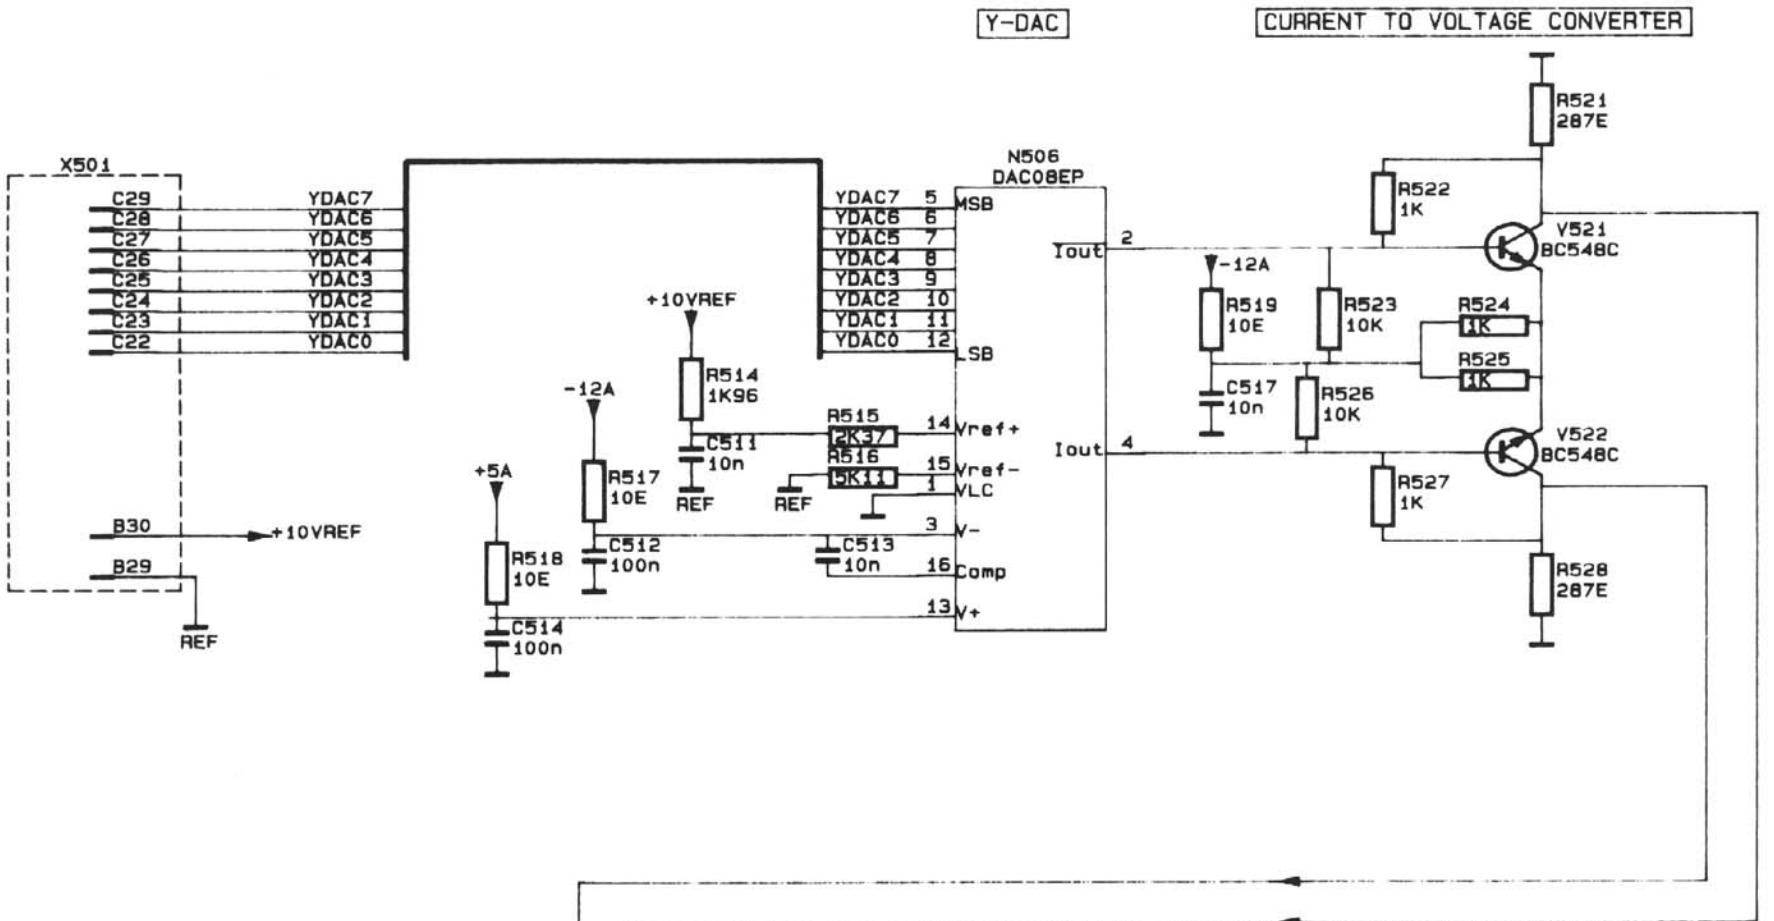 Y-DAC
CURRENT TO VOLTAGE CONVERTER
X501
C29 YDAC7
C28 YDAC6
C27 YDAC5
C26 YDAC4
C25 YDAC3
C24 YDAC2
C23 YDAC1
C22 YDAC0
B30 +10VREF
B29
REF
+5A
R518
10E
C514
100n
-12A
R517
10E
C512
100n
+10VREF
R514
1K96
C511
10n
REF
R515
2K37
R516
5K11
REF
C513
10n
N506
DAC08EP
YDAC7 5 MSB
YDAC6 6
YDAC5 7
YDAC4 8
YDAC3 9
YDAC2 10
YDAC1 11
YDAC0 12 LSB
14 Vref+
15 Vref-
1 VLC
3 V-
16 Comp
13 V+
Iout 2
Iout 4
-12A
R519
10E
C517
10n
R523
10K
R526
10K
R521
287E
R522
1K
V521
BC548C
R524
1K
R525
1K
V522
BC548C
R527
1K
R528
287E